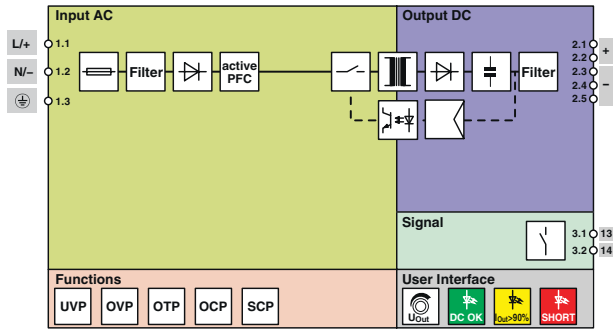 Input AC
Output DC
L/+
1.1
N/–
1.2
1.3
Filter
active
PFC
Filter
2.1
2.2
2.3
2.4
2.5
+
–
Signal
3.1
13
3.2
14
Functions
UVP
OVP
OTP
OCP
SCP
User Interface
UOut
DC OK
IOut>90%
SHORT